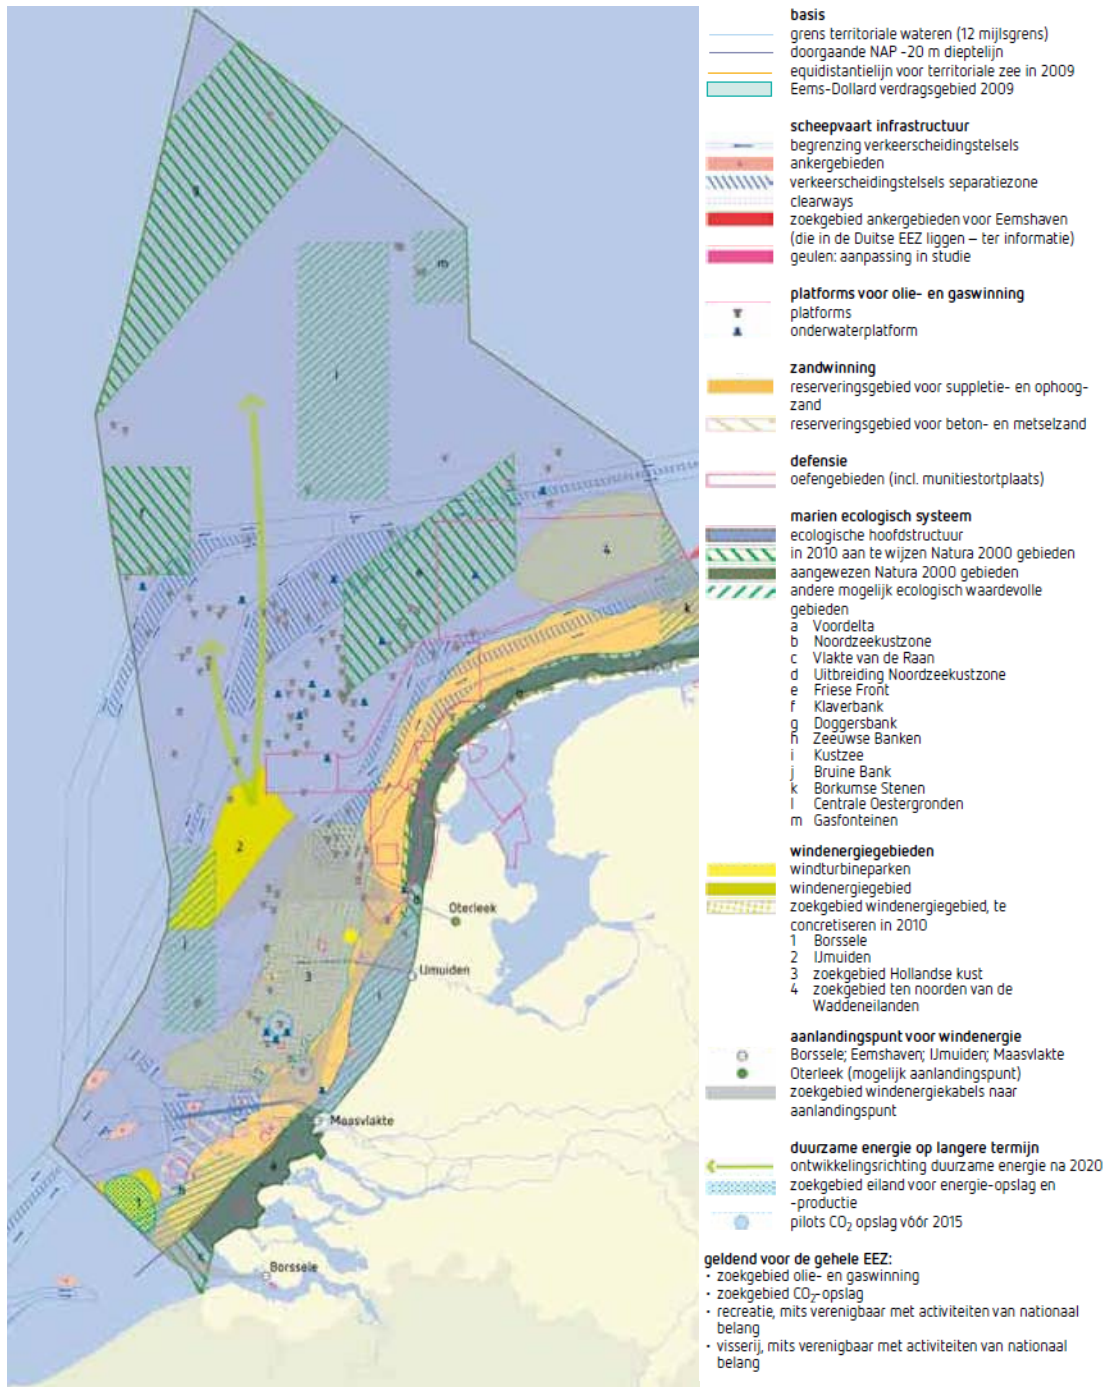 basis
grens territoriale wateren (12 mijlsgrens)
doorgaande NAP -20 m dieptelijn
equidistantielijn voor territoriale zee in 2009
Eems-Dollard verdragsgebied 2009
scheepvaart infrastructuur
begrenzing verkeerscheidingstelsels
ankergebieden
verkeerscheidingstelsels separatiezone
clearways
zoekgebied ankergebieden voor Eemshaven
(die in de Duitse EEZ liggen – ter informatie)
geulen: aanpassing in studie
platforms voor olie- en gaswinning
platforms
onderwaterplatform
zandwinning
reserveringsgebied voor suppletie- en ophoog-
zand
reserveringsgebied voor beton- en metselzand
defensie
oefengebieden (incl. munitiestortplaats)
marien ecologisch systeem
ecologische hoofdstructuur
in 2010 aan te wijzen Natura 2000 gebieden
aangewezen Natura 2000 gebieden
andere mogelijk ecologisch waardevolle
gebieden
a Voordelta
b Noordzeekustzone
c Vlakte van de Raan
d Uitbreiding Noordzeekustzone
e Friese Front
f Klaverbank
g Doggersbank
h Zeeuwse Banken
i Kustzee
j Bruine Bank
k Borkumse Stenen
l Centrale Oestergronden
m Gasfonteinen
windenergiegebieden
windturbineparken
windenergiegebied
zoekgebied windenergiegebied, te
concretiseren in 2010
1 Borssele
2 IJmuiden
3 zoekgebied Hollandse kust
4 zoekgebied ten noorden van de
Waddeneilanden
aanlandingspunt voor windenergie
Borssele; Eemshaven; IJmuiden; Maasvlakte
Oterleek (mogelijk aanlandingspunt)
zoekgebied windenergiekabels naar
aanlandingspunt
duurzame energie op langere termijn
ontwikkelingsrichting duurzame energie na 2020
zoekgebied eiland voor energie-opslag en
-productie
pilots CO₂ opslag vóór 2015
geldend voor de gehele EEZ:
· zoekgebied olie- en gaswinning
· zoekgebied CO₂-opslag
· recreatie, mits verenigbaar met activiteiten van nationaal
belang
· visserij, mits verenigbaar met activiteiten van nationaal
belang
g
m
l
f
4
k
b
2
d
Oterleek
j
3
IJmuiden
i
Maasvlakte
a
1
h
c
Borssele